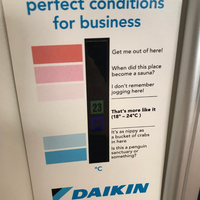 perfect conditions
for business
Get me out of here!
When did this place
become a sauna?
I don't remember
jogging here!
That's more like it
(18° – 24°C)
It's as nippy as
a bucket of crabs
in here
Is this a penguin
sanctuary or
something?
°C
DAIKIN